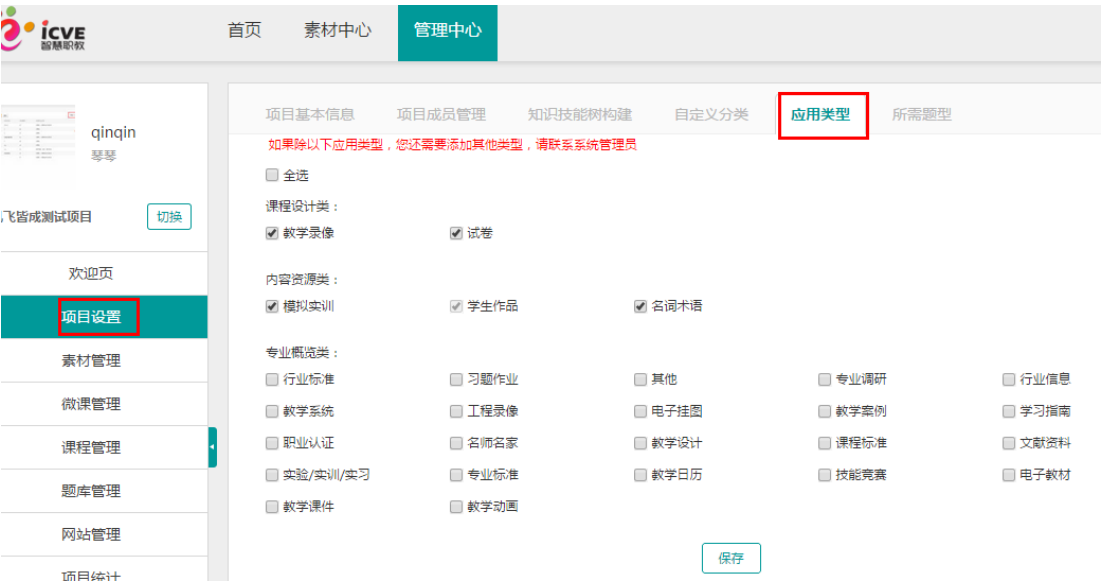 icve
智慧职教
首页 素材中心 管理中心
qinqin
琴琴
飞皆成测试项目 切换
欢迎页
项目设置
素材管理
微课管理
课程管理
题库管理
网站管理
项目统计
项目基本信息 项目成员管理 知识技能树构建 自定义分类 应用类型 所需题型
如果除以下应用类型，您还需要添加其他类型，请联系系统管理员
全选
课程设计类：
教学录像 试卷
内容资源类：
模拟实训 学生作品 名词术语
专业概览类：
行业标准 习题作业 其他 专业调研 行业信息
教学系统 工程录像 电子挂图 教学案例 学习指南
职业认证 名师名家 教学设计 课程标准 文献资料
实验/实训/实习 专业标准 教学日历 技能竞赛 电子教材
教学课件 教学动画
保存